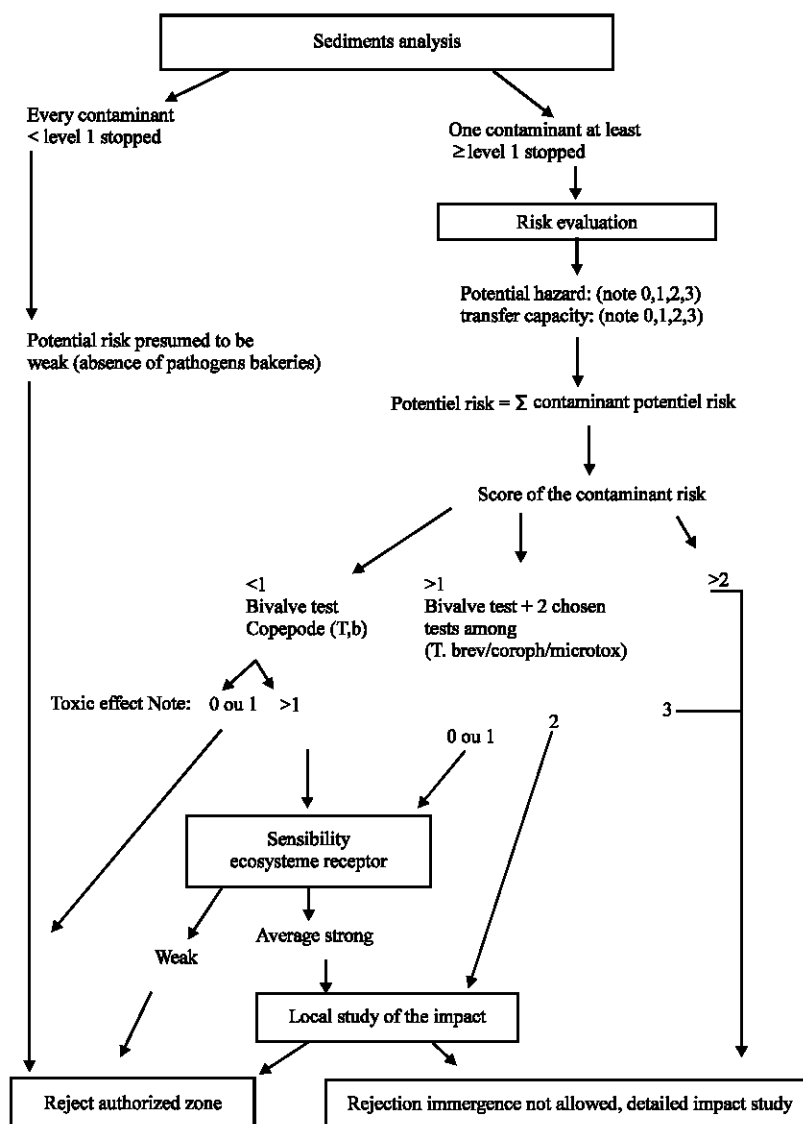 Sediments analysis
Every contaminant
< level 1 stopped
One contaminant at least
≥level 1 stopped
Risk evaluation
Potential hazard: (note 0,1,2,3)
transfer capacity: (note 0,1,2,3)
Potential risk presumed to be
weak (absence of pathogens bakeries)
Potentiel risk = Σ contaminant potentiel risk
Score of the contaminant risk
<1
Bivalve test
Copepode (T,b)
>1
Bivalve test + 2 chosen
tests among
(T. brev/coroph/microtox)
>2
Toxic effect Note: 0 ou 1 >1
0 ou 1
2
3
Sensibility
ecosysteme receptor
Weak
Average strong
Local study of the impact
Reject authorized zone
Rejection immergence not allowed, detailed impact study